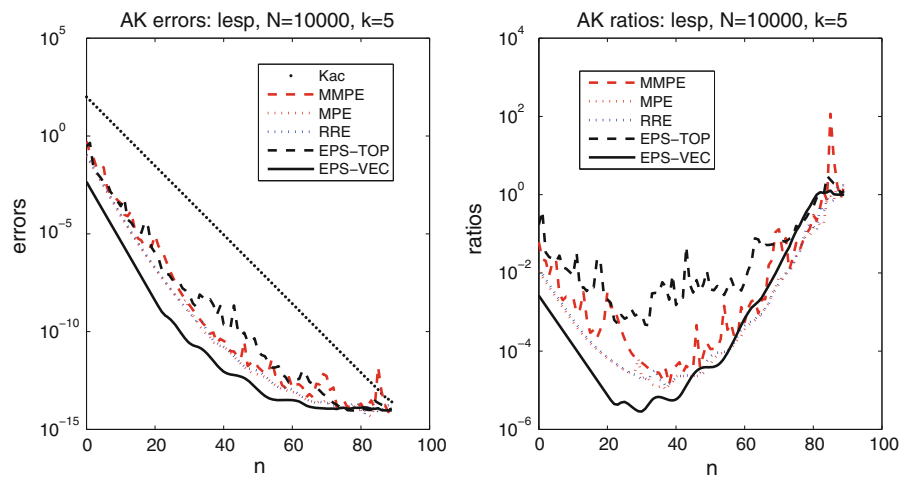 AK errors: lesp, N=10000, k=5
10^5
10^0
10^-5
10^-10
10^-15
errors
0
20
40
60
80
100
n
Kac
MMPE
MPE
RRE
EPS-TOP
EPS-VEC
AK ratios: lesp, N=10000, k=5
10^4
10^2
10^0
10^-2
10^-4
10^-6
ratios
0
20
40
60
80
100
n
MMPE
MPE
RRE
EPS-TOP
EPS-VEC